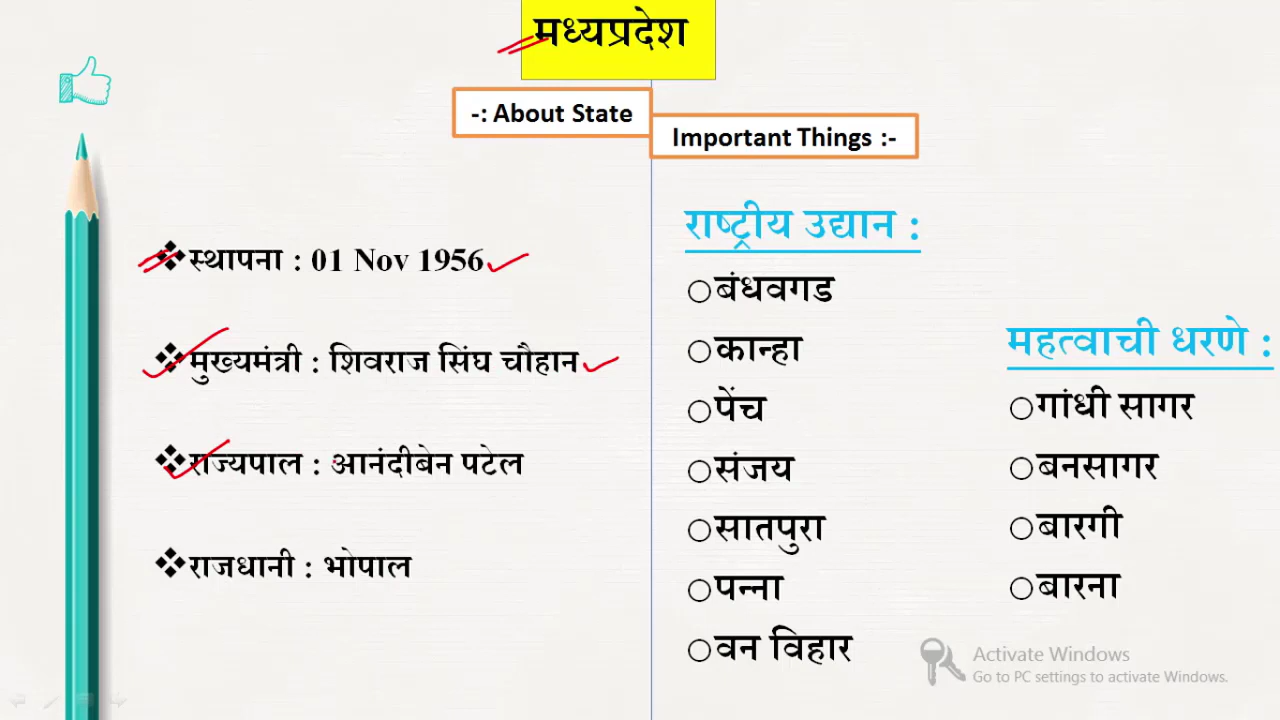 मध्यप्रदेश
-: About State
Important Things :-
स्थापना : 01 Nov 1956
मुख्यमंत्री : शिवराज सिंघ चौहान
राज्यपाल : आनंदीबेन पटेल
राजधानी : भोपाल
राष्ट्रीय उद्यान :
बंधवगड
कान्हा
पेंच
संजय
सातपुरा
पन्ना
वन विहार
महत्वाची धरणे :
गांधी सागर
बनसागर
बारगी
बारना
Activate Windows
Go to PC settings to activate Windows.